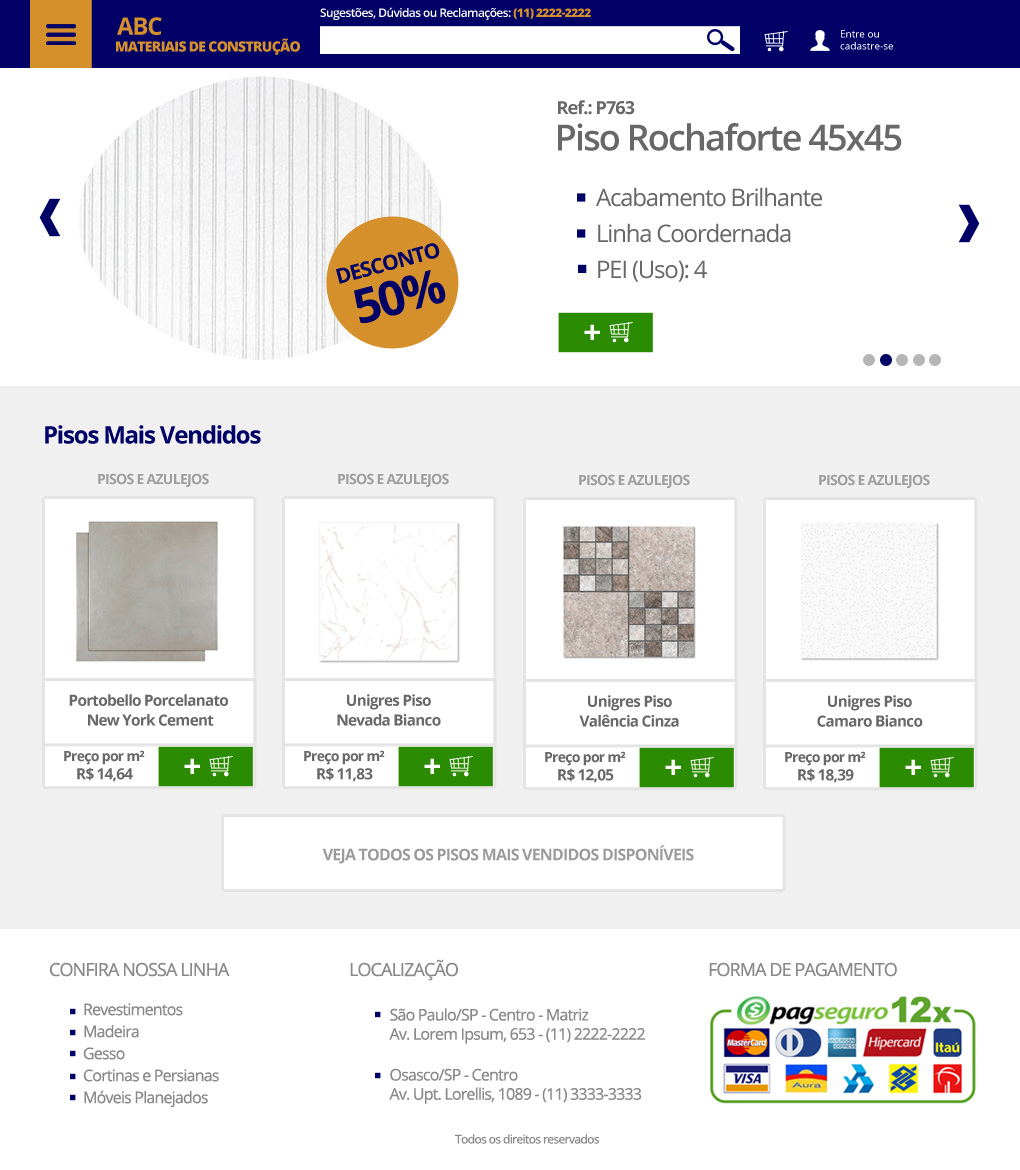 ABC
MATERIAIS DE CONSTRUÇÃO
Sugestões, Dúvidas ou Reclamações: (11) 2222-2222
Entre ou
cadastre-se
DESCONTO
50%
Ref.: P763
Piso Rochaforte 45x45
Acabamento Brilhante
Linha Coordernada
PEI (Uso): 4
+
Pisos Mais Vendidos
PISOS E AZULEJOS
PISOS E AZULEJOS
PISOS E AZULEJOS
PISOS E AZULEJOS
Portobello Porcelanato
New York Cement
Preço por m²
R$ 14,64
+
Unigres Piso
Nevada Bianco
Preço por m²
R$ 11,83
+
Unigres Piso
Valência Cinza
Preço por m²
R$ 12,05
+
Unigres Piso
Camaro Bianco
Preço por m²
R$ 18,39
+
VEJA TODOS OS PISOS MAIS VENDIDOS DISPONÍVEIS
CONFIRA NOSSA LINHA
Revestimentos
Madeira
Gesso
Cortinas e Persianas
Móveis Planejados
LOCALIZAÇÃO
São Paulo/SP - Centro - Matriz
Av. Lorem Ipsum, 653 - (11) 2222-2222
Osasco/SP - Centro
Av. Upt. Lorellis, 1089 - (11) 3333-3333
FORMA DE PAGAMENTO
pagseguro 12x
MasterCard
AMERICAN EXPRESS
Hipercard
Itaú
VISA
Aura
Todos os direitos reservados